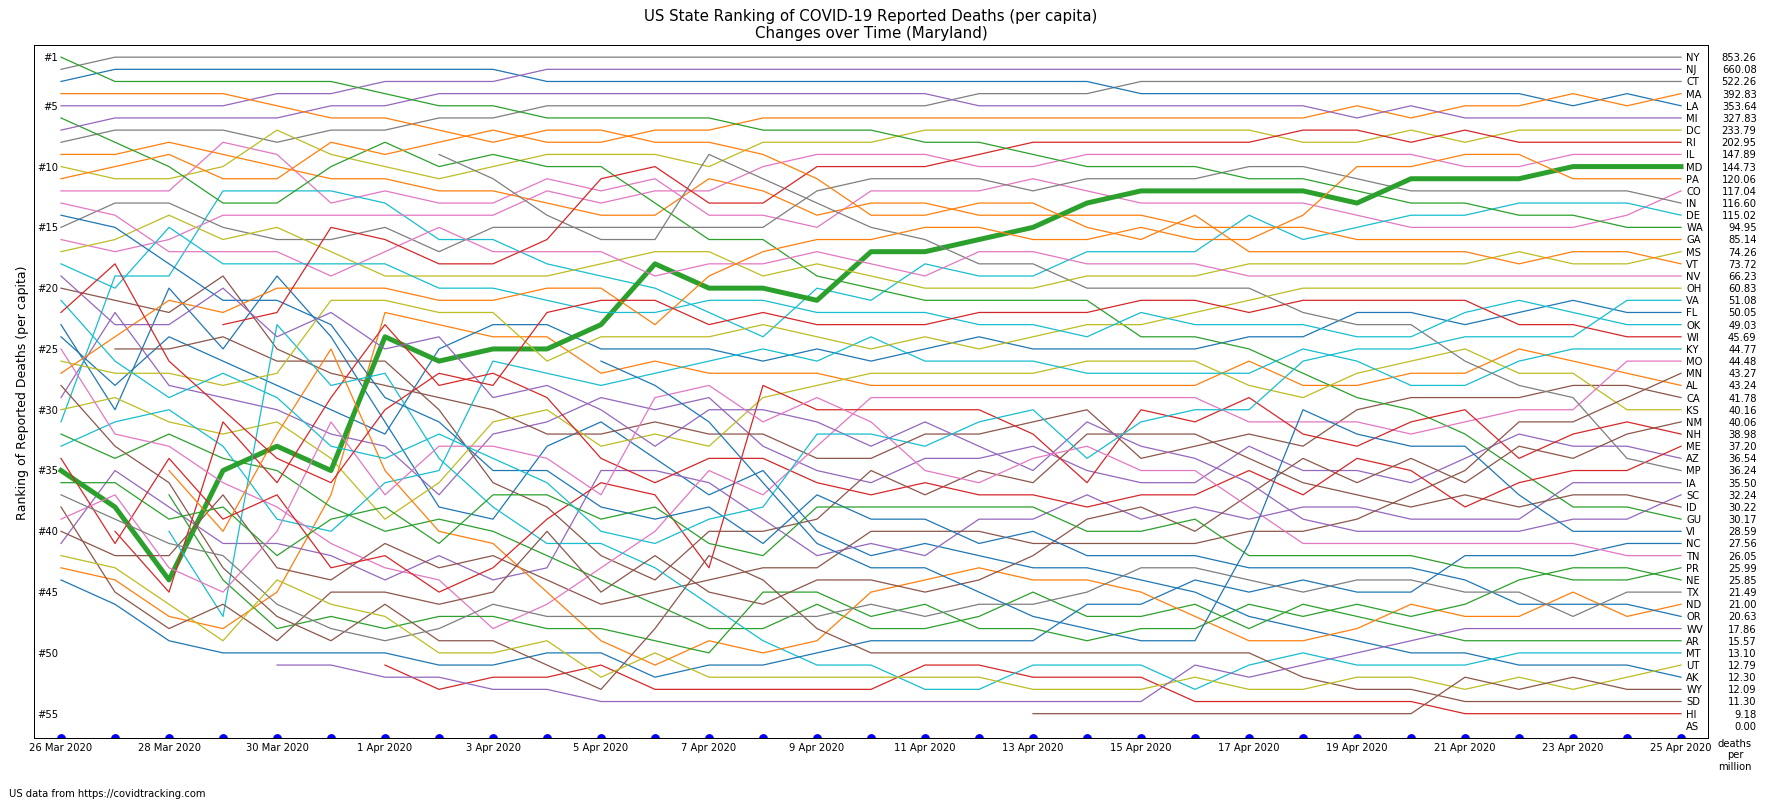 US State Ranking of COVID-19 Reported Deaths (per capita)
Changes over Time (Maryland)
Ranking of Reported Deaths (per capita)
#1
#5
#10
#15
#20
#25
#30
#35
#40
#45
#50
#55
NY 853.26
NJ 660.08
CT 522.26
MA 392.83
LA 353.64
MI 327.83
DC 233.79
RI 202.95
IL 147.89
MD 144.73
PA 120.06
CO 117.04
IN 116.60
DE 115.02
WA 94.95
GA 85.14
MS 74.26
VT 73.72
NV 66.23
OH 60.83
VA 51.08
FL 50.05
OK 49.03
WI 45.69
KY 44.77
MO 44.48
MN 43.27
AL 43.24
CA 41.78
KS 40.16
NM 40.06
NH 38.98
ME 37.20
AZ 36.54
MP 36.24
IA 35.50
SC 32.24
ID 30.22
GU 30.17
VI 28.59
NC 27.56
TN 26.05
PR 25.99
NE 25.85
TX 21.49
ND 21.00
OR 20.63
WV 17.86
AR 15.57
MT 13.10
UT 12.79
AK 12.30
WY 12.09
SD 11.30
HI 9.18
AS 0.00
26 Mar 2020 28 Mar 2020 30 Mar 2020 1 Apr 2020 3 Apr 2020 5 Apr 2020 7 Apr 2020 9 Apr 2020 11 Apr 2020 13 Apr 2020 15 Apr 2020 17 Apr 2020 19 Apr 2020 21 Apr 2020 23 Apr 2020 25 Apr 2020
deaths
per
million
US data from https://covidtracking.com